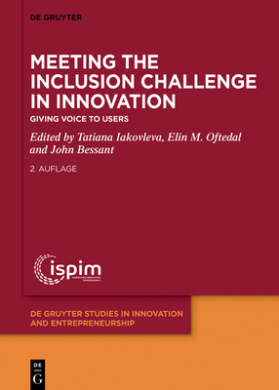 DE GRUYTER
MEETING THE
INCLUSION CHALLENGE
IN INNOVATION
GIVING VOICE TO USERS
Edited by Tatiana Iakovleva, Elin M. Oftedal
and John Bessant
2. AUFLAGE
ispim
DE GRUYTER STUDIES IN INNOVATION
AND ENTREPRENEURSHIP
DE
G